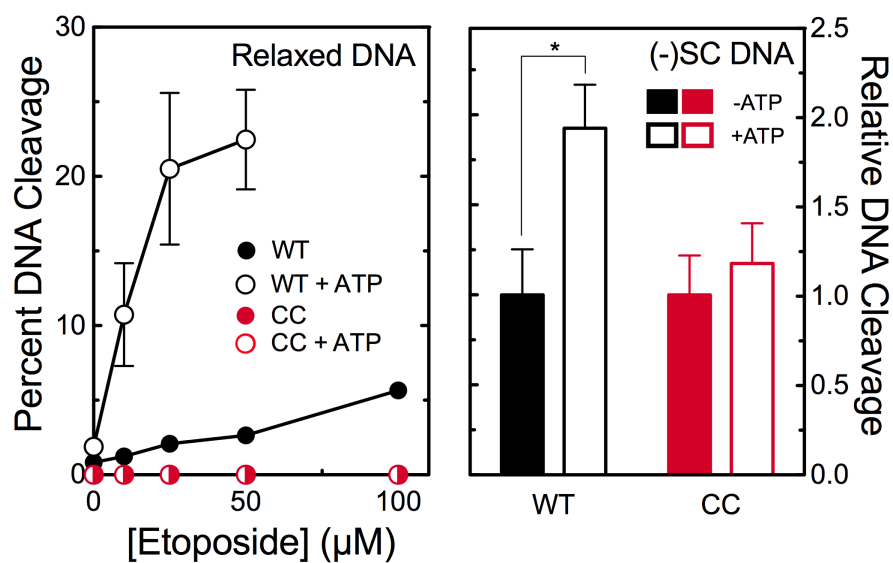 Percent DNA Cleavage
30
20
10
0
Relaxed DNA
WT
WT + ATP
CC
CC + ATP
0
50
100
[Etoposide] (µM)
*
(-)SC DNA
-ATP
+ATP
WT
CC
2.5
2.0
1.5
1.0
0.5
0.0
Relative DNA Cleavage